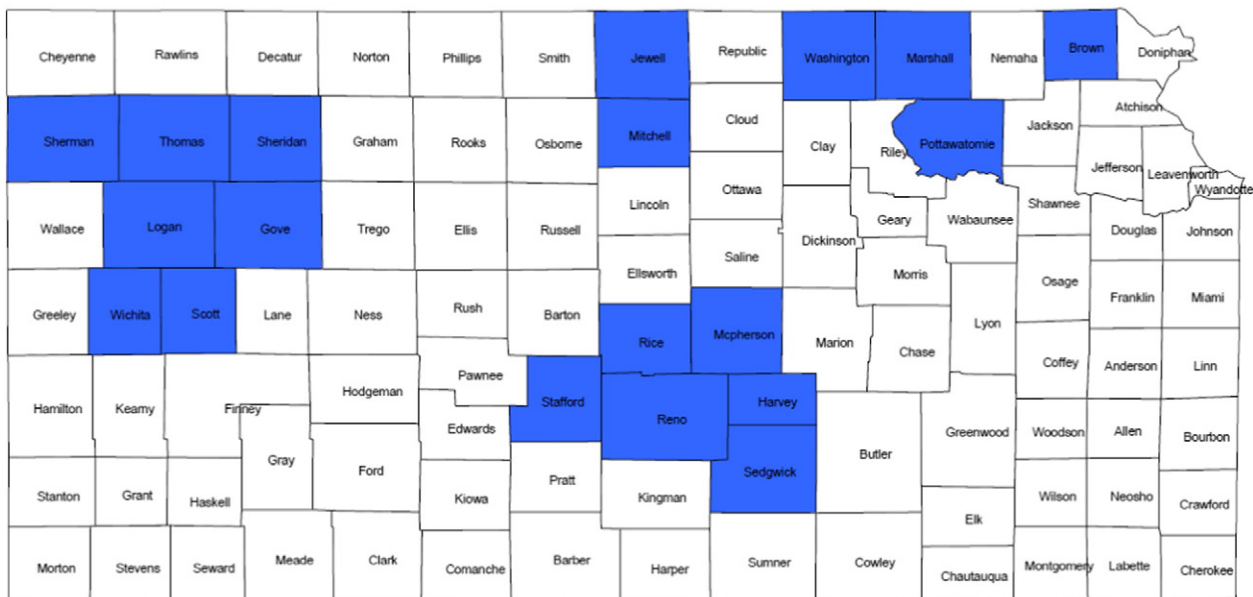 Cheyenne
Rawlins
Decatur
Norton
Phillips
Smith
Jewell
Republic
Washington
Marshall
Nemaha
Brown
Doniphan
Sherman
Thomas
Sheridan
Graham
Rooks
Osborne
Mitchell
Cloud
Clay
Riley
Pottawatomie
Jackson
Atchison
Jefferson
Leavenworth
Wyandotte
Wallace
Logan
Gove
Trego
Ellis
Russell
Lincoln
Ottawa
Geary
Wabaunsee
Shawnee
Douglas
Johnson
Ellsworth
Saline
Dickinson
Morris
Osage
Franklin
Miami
Greeley
Wichita
Scott
Lane
Ness
Rush
Barton
Rice
Mcpherson
Marion
Chase
Lyon
Coffey
Anderson
Linn
Hamilton
Kearny
Finney
Hodgeman
Pawnee
Stafford
Edwards
Reno
Harvey
Sedgwick
Butler
Greenwood
Woodson
Allen
Bourbon
Stanton
Grant
Haskell
Gray
Ford
Kiowa
Pratt
Kingman
Elk
Wilson
Neosho
Crawford
Morton
Stevens
Seward
Meade
Clark
Comanche
Barber
Harper
Sumner
Cowley
Chautauqua
Montgomery
Labette
Cherokee